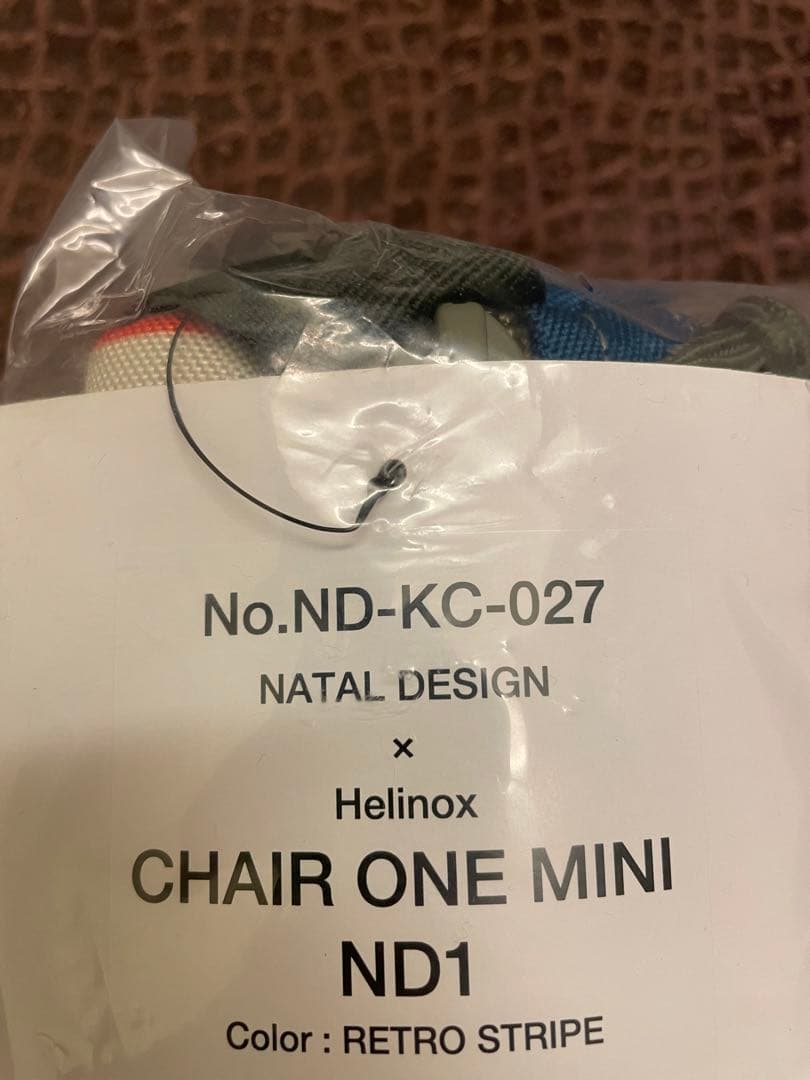 No.ND-KC-027
NATAL DESIGN
×
Helinox
CHAIR ONE MINI
ND1
Color : RETRO STRIPE